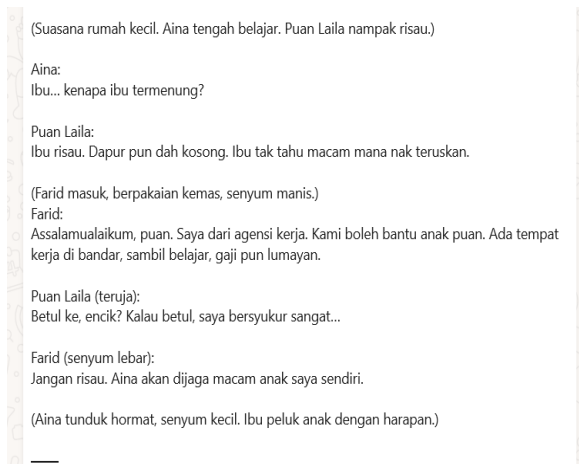 (Suasana rumah kecil. Aina tengah belajar. Puan Laila nampak risau.)
Aina:
Ibu... kenapa ibu termenung?
Puan Laila:
Ibu risau. Dapur pun dah kosong. Ibu tak tahu macam mana nak teruskan.
(Farid masuk, berpakaian kemas, senyum manis.)
Farid:
Assalamualaikum, puan. Saya dari agensi kerja. Kami boleh bantu anak puan. Ada tempat
kerja di bandar, sambil belajar, gaji pun lumayan.
Puan Laila (teruja):
Betul ke, encik? Kalau betul, saya bersyukur sangat...
Farid (senyum lebar):
Jangan risau. Aina akan dijaga macam anak saya sendiri.
(Aina tunduk hormat, senyum kecil. Ibu peluk anak dengan harapan.)